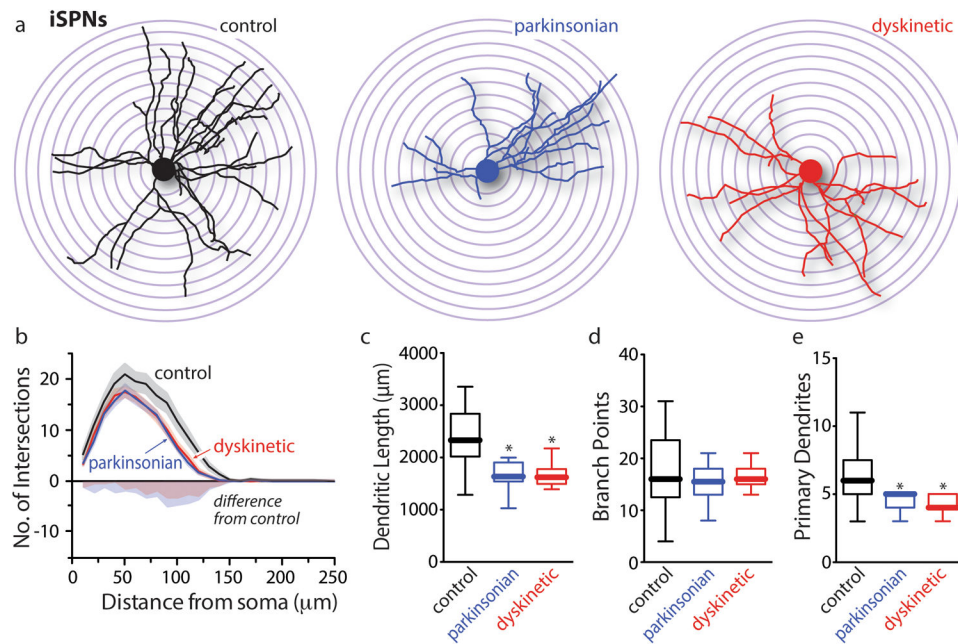 iSPNs
a
control
parkinsonian
dyskinetic
b
No. of Intersections
20
10
0
-10
control
dyskinetic
parkinsonian
difference
from control
0
50
100
150
200
250
Distance from soma (μm)
c
Dendritic Length (μm)
4000
3000
2000
1000
0
*
*
control
parkinsonian
dyskinetic
d
Branch Points
40
30
20
10
0
control
parkinsonian
dyskinetic
e
Primary Dendrites
15
10
5
0
*
*
control
parkinsonian
dyskinetic